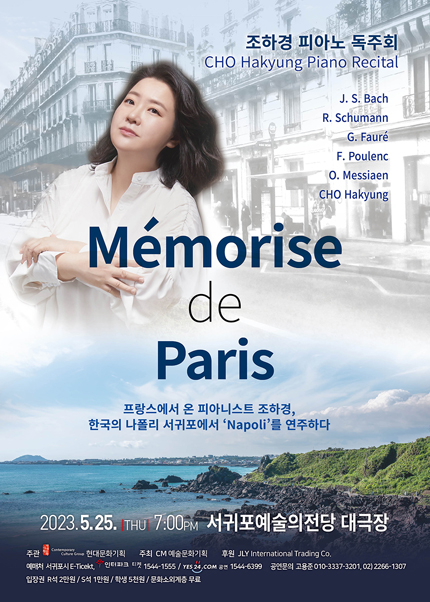 조하경 피아노 독주회
CHO Hakyung Piano Recital
J. S. Bach
R. Schumann
G. Fauré
F. Poulenc
O. Messiaen
CHO Hakyung
Mémorise
de
Paris
프랑스에서 온 피아니스트 조하경,
한국의 나폴리 서귀포에서 ‘Napoli’를 연주하다
2023.5.25. |THU| 7:00PM 서귀포예술의전당 대극장
주관 Contemporary Culture Group 현대문화기획 주최 CM 예술문화기획 후원 JLY International Trading Co.
예매처 서귀포시 E-Ticekt, 인터파크 티켓 1544-1555 / YES24.COM 공연 1544-6399 공연문의 고용준 010-3337-3201, 02) 2266-1307
입장권 R석 2만원 / S석 1만원 / 학생 5천원 / 문화소외계층 무료